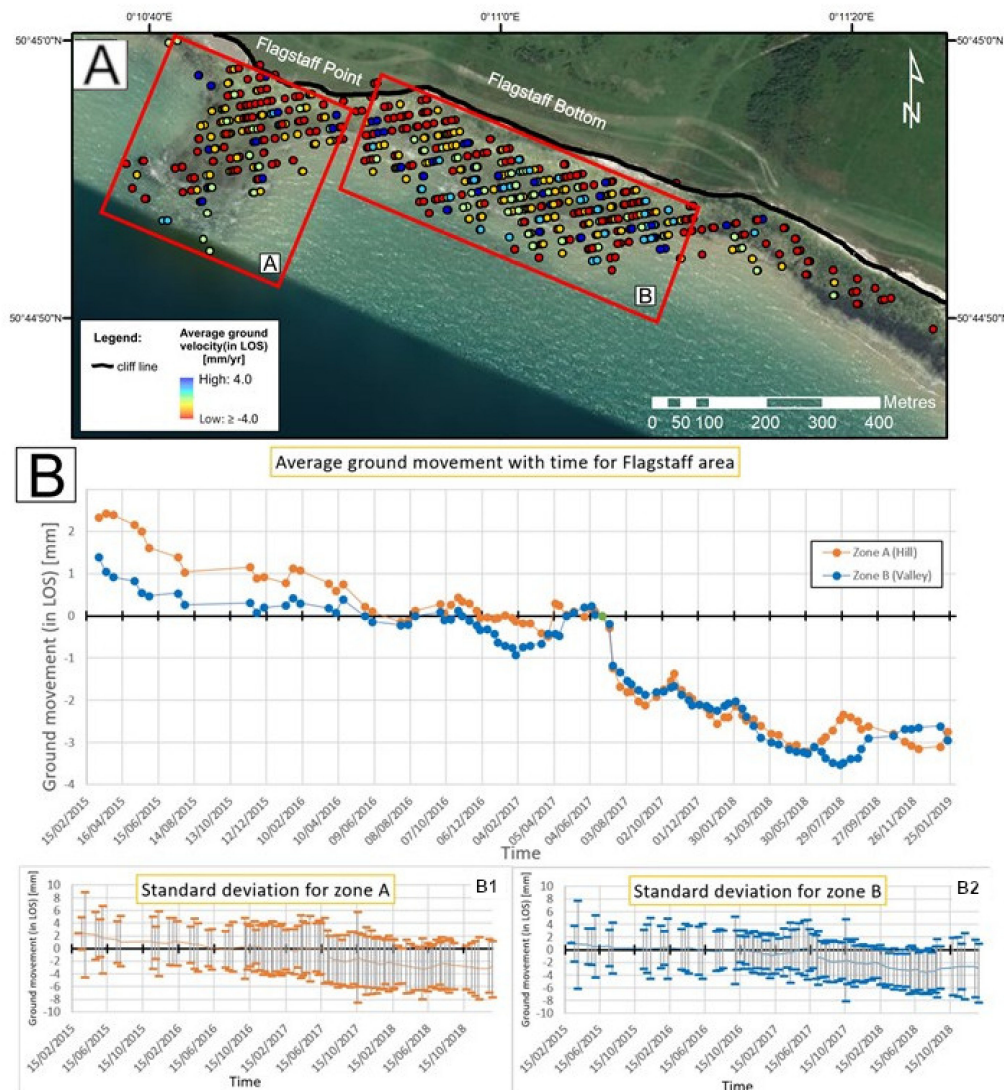 0°10'40"E
0°11'0"E
0°11'20"E
50°45'0"N
50°45'0"N
A
Flagstaff Point
Flagstaff Bottom
N
A
B
50°44'50"N
50°44'50"N
Legend:
cliff line
Average ground
velocity(in LOS)
[mm/yr]
High: 4.0
Low: ≥ -4.0
Metres
0 50 100 200 300 400
B
Average ground movement with time for Flagstaff area
Ground movement (in LOS) [mm]
2
1
0
-1
-2
-3
-4
Zone A (Hill)
Zone B (Valley)
15/02/2015
16/04/2015
15/06/2015
14/08/2015
13/10/2015
12/12/2015
10/02/2016
10/04/2016
09/06/2016
08/08/2016
07/10/2016
06/12/2016
04/02/2017
05/04/2017
04/06/2017
03/08/2017
02/10/2017
01/12/2017
30/01/2018
31/03/2018
30/05/2018
29/07/2018
27/09/2018
26/11/2018
25/01/2019
Time
Standard deviation for zone A
B1
Ground movement (in LOS) [mm]
10
8
6
4
2
0
-2
-4
-6
-8
-10
15/02/2015
15/06/2015
15/10/2015
15/02/2016
15/06/2016
15/10/2016
15/02/2017
15/06/2017
15/10/2017
15/02/2018
15/06/2018
15/10/2018
Time
Standard deviation for zone B
B2
Ground movement (in LOS) [mm]
10
8
6
4
2
0
-2
-4
-6
-8
-10
15/02/2015
15/06/2015
15/10/2015
15/02/2016
15/06/2016
15/10/2016
15/02/2017
15/06/2017
15/10/2017
15/02/2018
15/06/2018
15/10/2018
Time